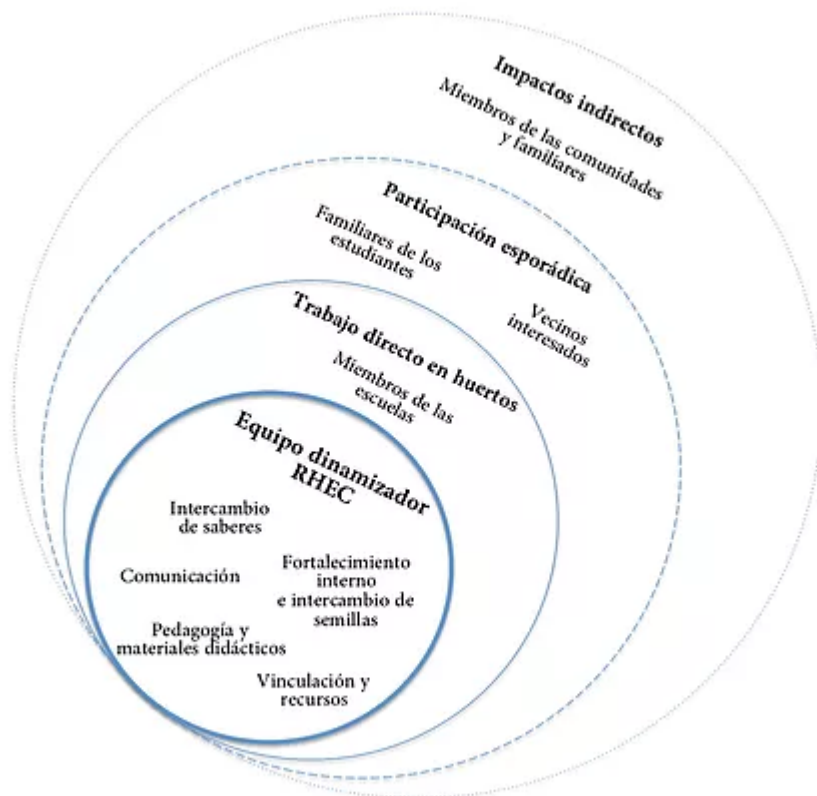 Impactos indirectos
Miembros de las comunidades
y familiares
Participación esporádica
Familiares de los
estudiantes
Vecinos
interesados
Trabajo directo en huertos
Miembros de las
escuelas
Equipo dinamizador
RHEC
Intercambio
de saberes
Comunicación
Fortalecimiento
interno
e intercambio de
semillas
Pedagogía y
materiales didácticos
Vinculación y
recursos